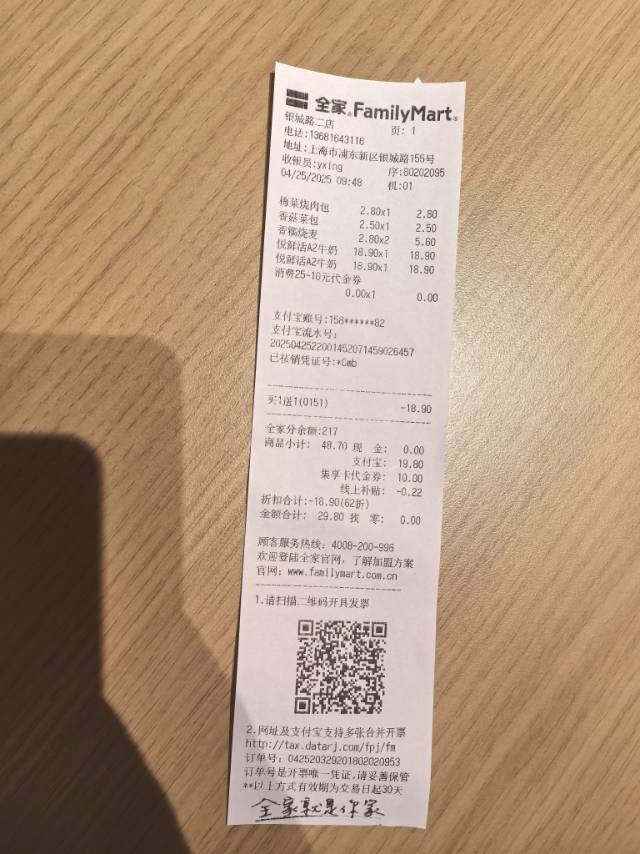 全家 FamilyMart
银城路二店 页: 1
电话:13681643116
地址:上海市浦东新区银城路155号
收银员:yxing 序:80202095
04/25/2025 09:48 机:01
梅菜烧肉包 2.80x1 2.80
香菇菜包 2.50x1 2.50
香糯烧麦 2.80x2 5.60
悦鲜活A2牛奶 18.90x1 18.90
悦鲜活A2牛奶 18.90x1 18.90
消费25-10元代金券
0.00x1 0.00
支付宝账号:158******82
支付宝流水号:
2025042522001452071459026457
已核销凭证号:*Cmb
买1送1(0151) -18.90
全家分余额:217
商品小计: 48.70 现 金: 0.00
支付宝: 19.80
集享卡代金券: 10.00
线上补贴: -0.22
折扣合计:-18.90(62折)
金额合计: 29.80 找 零: 0.00
顾客服务热线: 4008-200-996
欢迎登陆全家官网,了解加盟方案
官网: www.familymart.com.cn
1.请扫描二维码开具发票
2.网址及支付宝支持多张合并开票
http://tax.datarj.com/fpj/fm
订单号: 042520329201802020953
订单号是开票唯一凭证,请妥善保管
**以上方式有效期为交易日起30天
全家就是你家